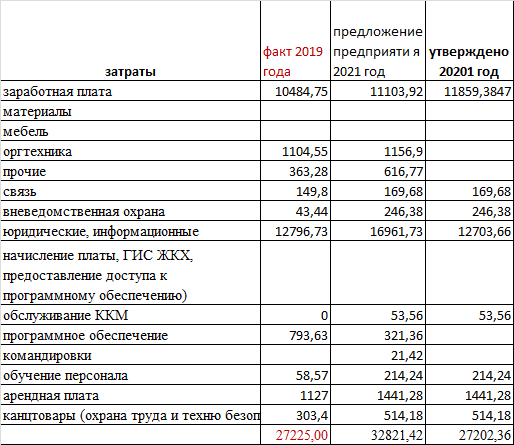 затраты факт 2019 года предложение предприяти я 2021 год утверждено 20201 год
заработная плата 10484,75 11103,92 11859,3847
материалы
мебель
оргтехника 1104,55 1156,9
прочие 363,28 616,77
связь 149,8 169,68 169,68
вневедомственная охрана 43,44 246,38 246,38
юридические, информационные 12796,73 16961,73 12703,66
начисление платы, ГИС ЖКХ,
предоставление доступа к
программному обеспечению)
обслуживание ККМ 0 53,56 53,56
программное обеспечение 793,63 321,36
командировки 21,42
обучение персонала 58,57 214,24 214,24
арендная плата 1127 1441,28 1441,28
канцтовары (охрана труда и техню безоп 303,4 514,18 514,18
27225,00 32821,42 27202,36